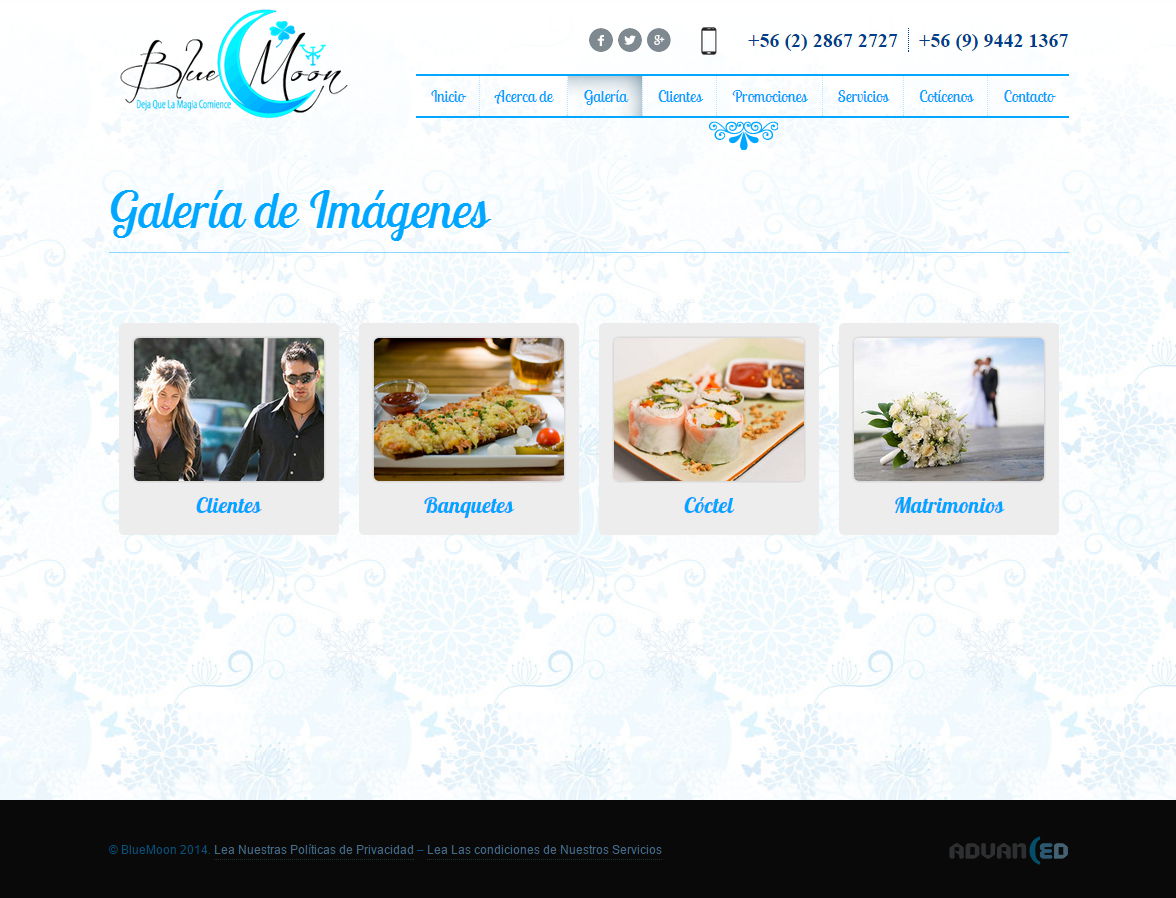 Blue Moon
Deja Que La Magia Comience
+56 (2) 2867 2727
+56 (9) 9442 1367
Inicio
Acerca de
Galería
Clientes
Promociones
Servicios
Cotícenos
Contacto
Galería de Imágenes
Clientes
Banquetes
Cóctel
Matrimonios
© BlueMoon 2014. Lea Nuestras Políticas de Privacidad – Lea Las condiciones de Nuestros Servicios
ADVANCED